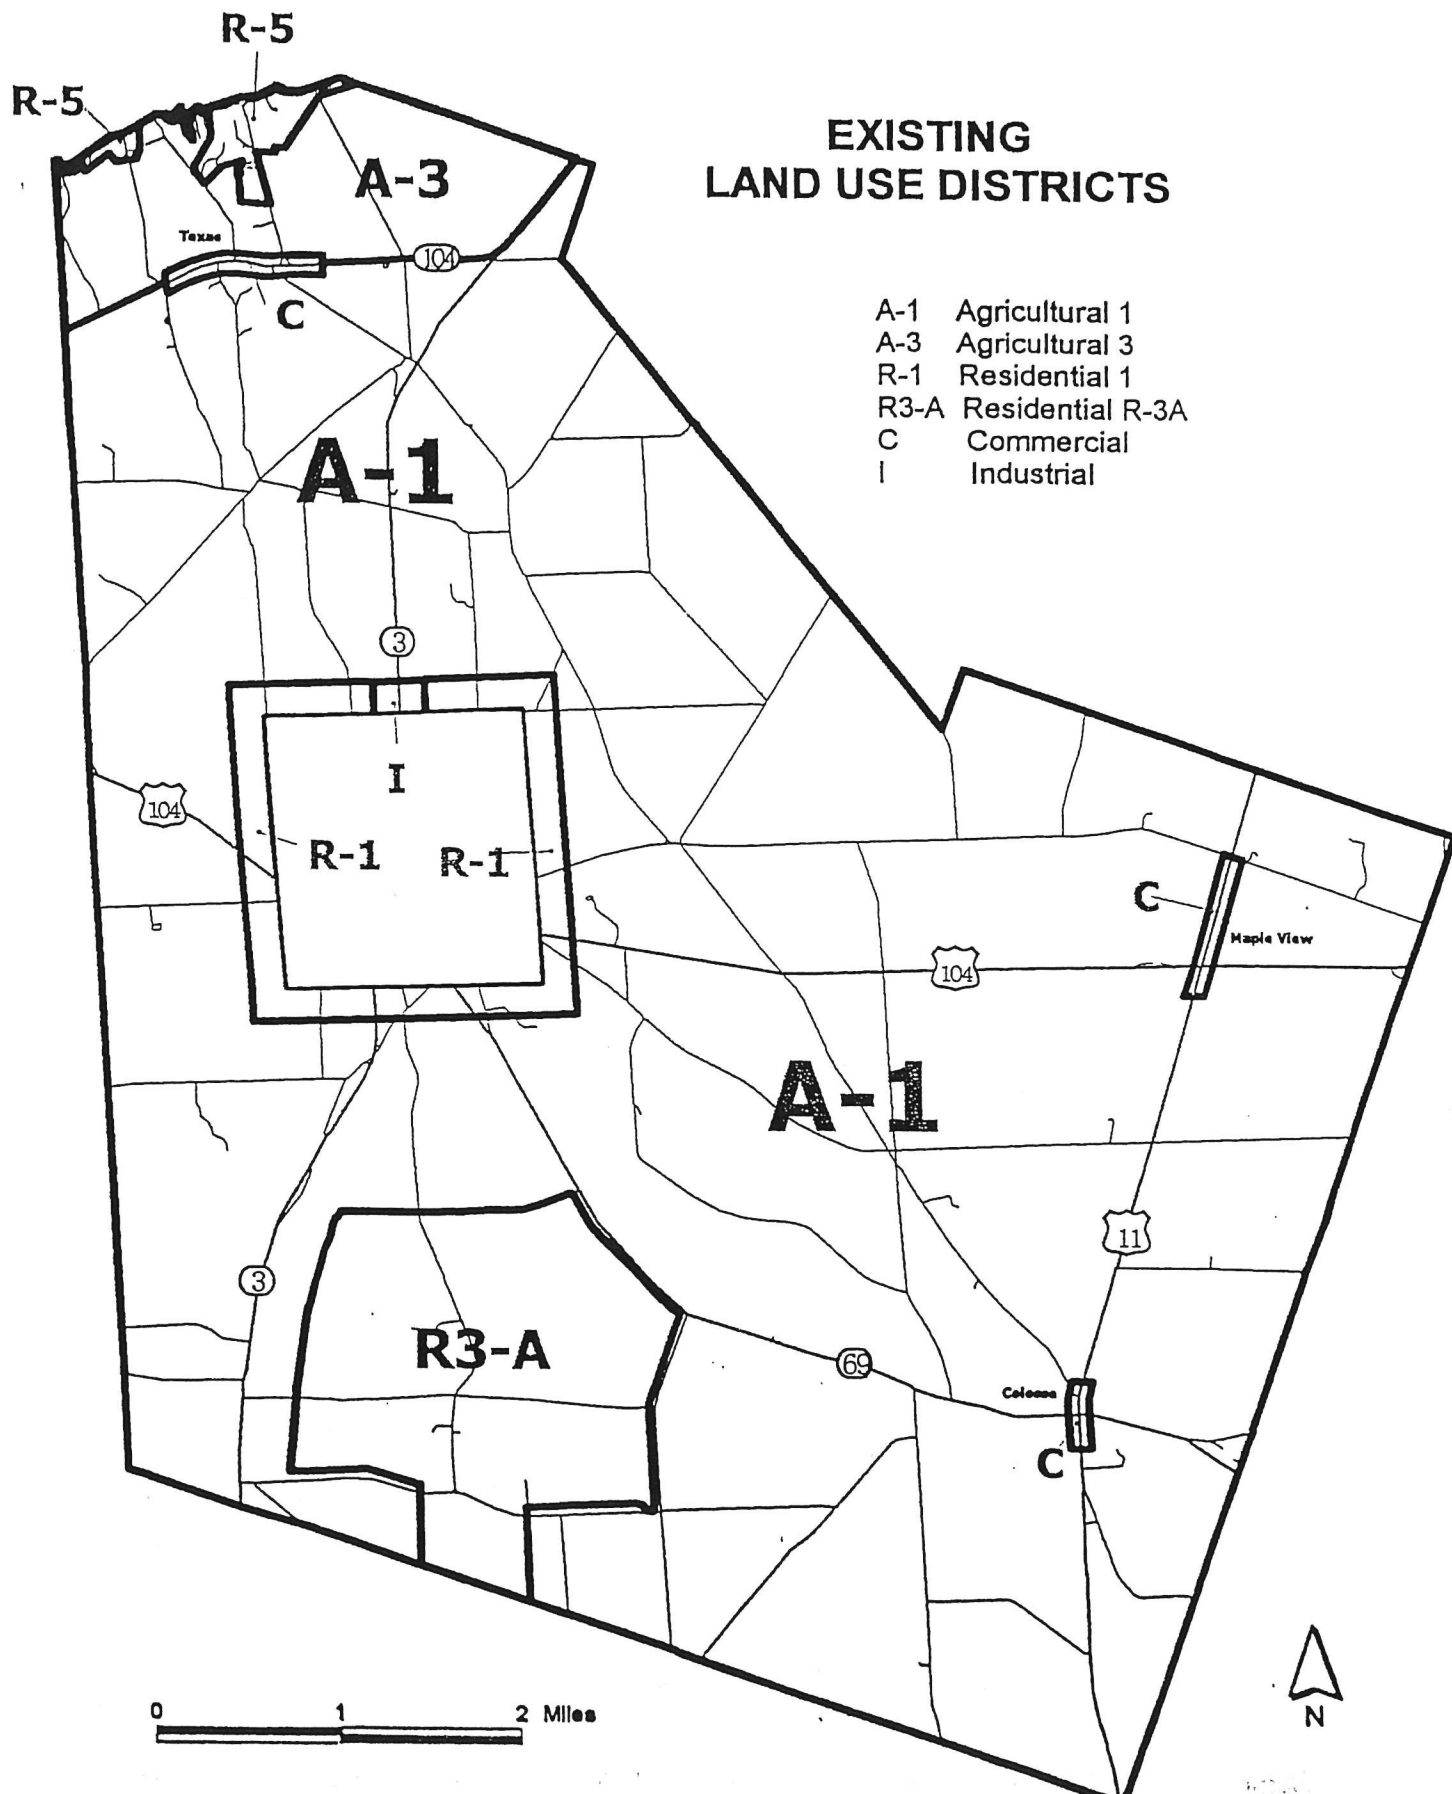 R-5
R-5
EXISTING
LAND USE DISTRICTS
A-3
Texas
104
C
A-1 Agricultural 1
A-3 Agricultural 3
R-1 Residential 1
R3-A Residential R-3A
C Commercial
I Industrial
A-1
3
I
104
R-1
R-1
C
Maple View
104
A-1
11
3
R3-A
69
Colosse
C
0 1 2 Miles
N